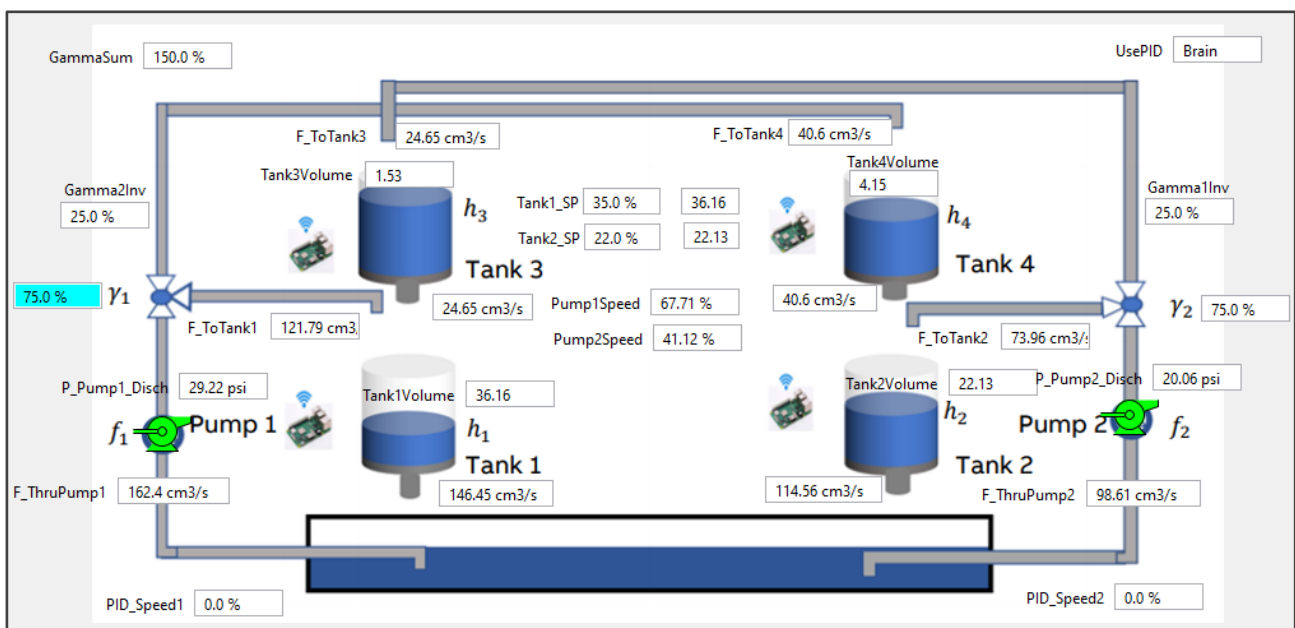 GammaSum 150.0 %
UsePID Brain
F_ToTank3 24.65 cm3/s
F_ToTank4 40.6 cm3/s
Tank3Volume 1.53
Tank4Volume 4.15
Gamma2Inv 25.0 %
Gamma1Inv 25.0 %
h3
Tank1_SP 35.0 % 36.16
h4
Tank2_SP 22.0 % 22.13
Tank 3
Tank 4
75.0 % γ1
24.65 cm3/s
Pump1Speed 67.71 %
40.6 cm3/s
γ2 75.0 %
F_ToTank1 121.79 cm3
Pump2Speed 41.12 %
F_ToTank2 73.96 cm3/
P_Pump1_Disch 29.22 psi
Tank1Volume 36.16
Tank2Volume 22.13
P_Pump2_Disch 20.06 psi
f1 Pump 1
h1
h2
Pump 2 f2
Tank 1
Tank 2
F_ThruPump1 162.4 cm3/s
146.45 cm3/s
114.56 cm3/s
F_ThruPump2 98.61 cm3/s
PID_Speed1 0.0 %
PID_Speed2 0.0 %